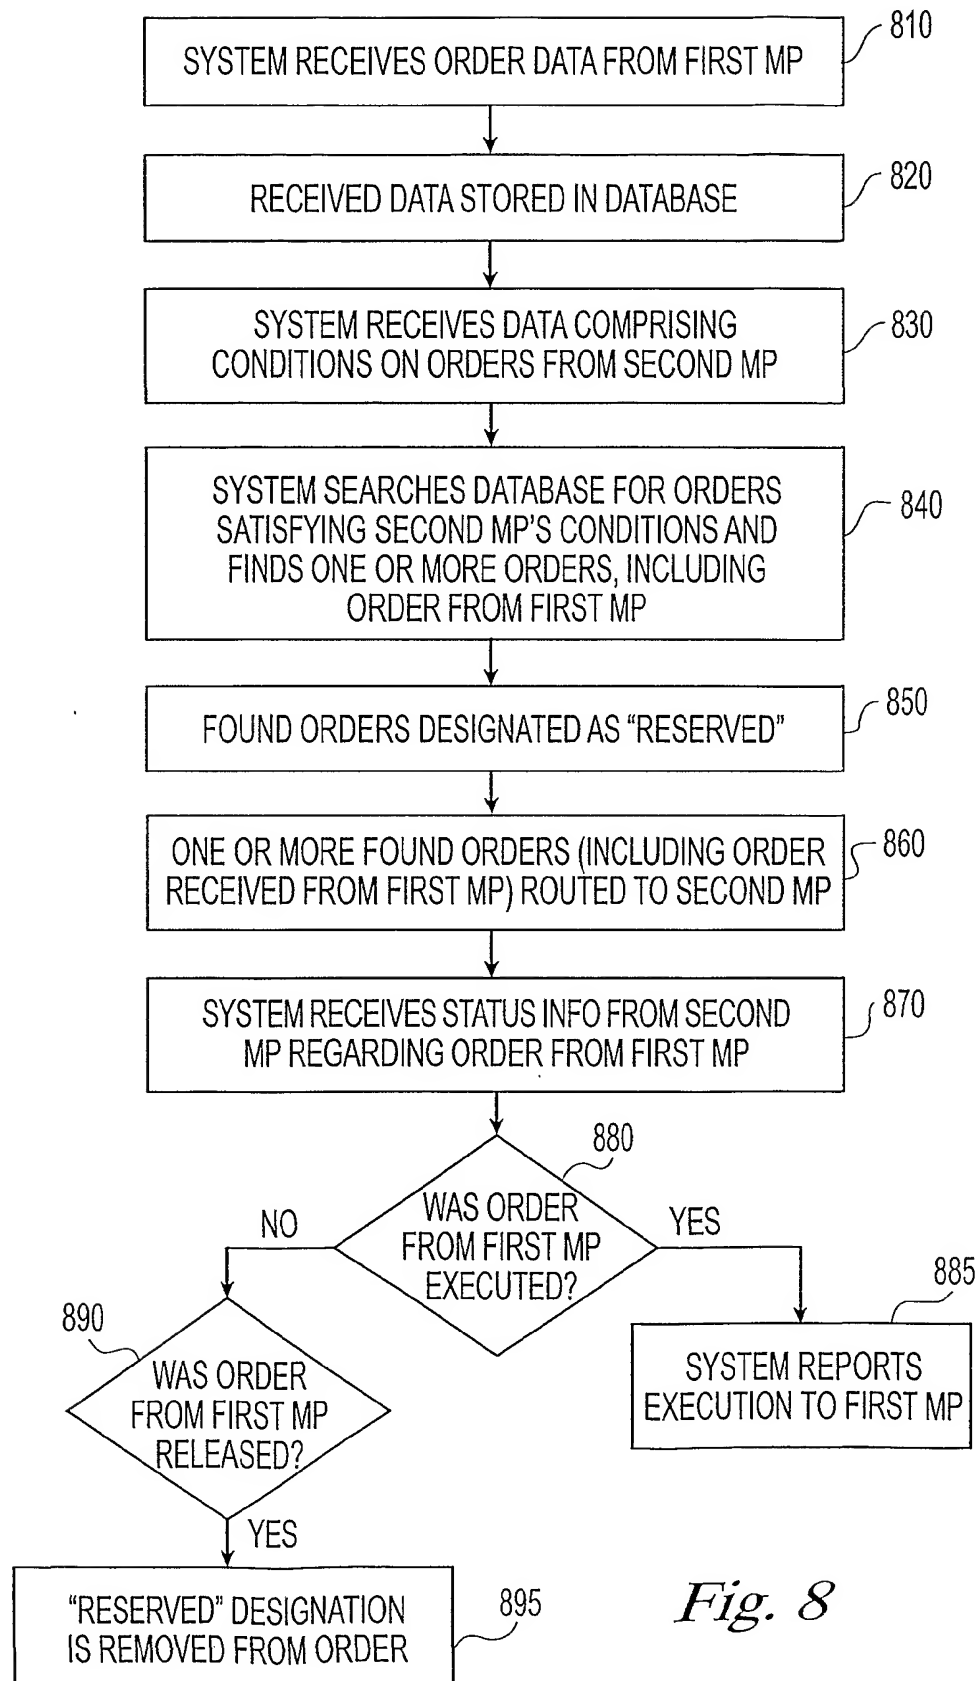 SYSTEM RECEIVES ORDER DATA FROM FIRST MP
810
RECEIVED DATA STORED IN DATABASE
820
SYSTEM RECEIVES DATA COMPRISING
CONDITIONS ON ORDERS FROM SECOND MP
830
SYSTEM SEARCHES DATABASE FOR ORDERS
SATISFYING SECOND MP'S CONDITIONS AND
FINDS ONE OR MORE ORDERS, INCLUDING
ORDER FROM FIRST MP
840
FOUND ORDERS DESIGNATED AS "RESERVED"
850
ONE OR MORE FOUND ORDERS (INCLUDING ORDER
RECEIVED FROM FIRST MP) ROUTED TO SECOND MP
860
SYSTEM RECEIVES STATUS INFO FROM SECOND
MP REGARDING ORDER FROM FIRST MP
870
880
WAS ORDER
FROM FIRST MP
EXECUTED?
NO
YES
885
SYSTEM REPORTS
EXECUTION TO FIRST MP
890
WAS ORDER
FROM FIRST MP
RELEASED?
YES
"RESERVED" DESIGNATION
IS REMOVED FROM ORDER
895
Fig. 8